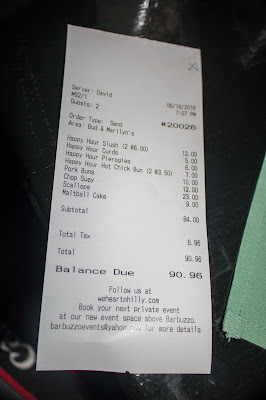 Server: David
M92/1
Guests: 2
7:07 PM
Order Type: Send
#20026
Area: Bud & Marilyn's
Happy Hour Slush (2 @6.00) 12.00
Happy Hour Curds 5.00
Happy Hour Pierogies 6.00
Happy Hour Hot Chick Bun (2 @3.50) 7.00
Pork Buns 10.00
Chop Suey 12.00
Scallops 23.00
Maltball Cake 9.00
Subtotal 84.00
Total Tax 6.96
Total 90.96
Balance Due 90.96
Follow us at
weheartphilly.com
Book your next private event
at our new event space above Barbuzzo.
for more details